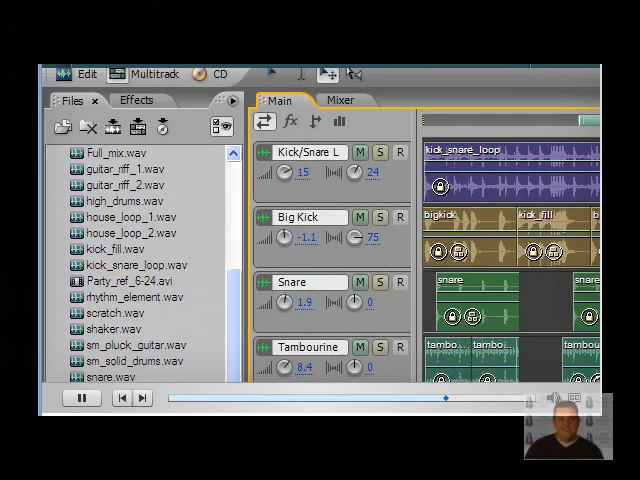 Edit Multitrack CD
Files × Effects
Main Mixer
fx
Full_mix.wav
guitar_riff_1.wav
guitar_riff_2.wav
high_drums.wav
house_loop_1.wav
house_loop_2.wav
kick_fill.wav
kick_snare_loop.wav
Party_ref_6-24.avi
rhythm_element.wav
scratch.wav
shaker.wav
sm_pluck_guitar.wav
sm_solid_drums.wav
snare.wav
Kick/Snare L M S R
15 24
Big Kick M S R
-1.1 75
Snare M S R
1.9 0
Tambourine M S R
8.4 0
kick_snare_loop
bigkick kick_fill b
snare snare
tambo tambo tambou
CC